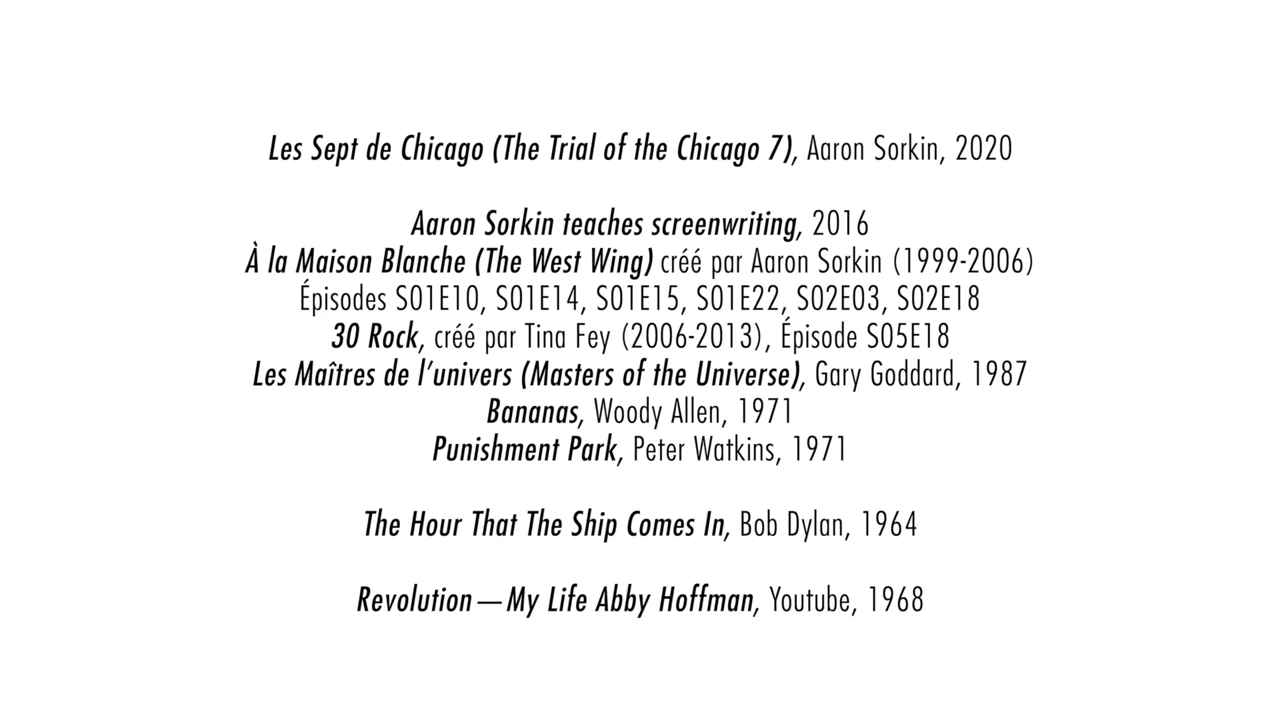 Les Sept de Chicago (The Trial of the Chicago 7), Aaron Sorkin, 2020
Aaron Sorkin teaches screenwriting, 2016
À la Maison Blanche (The West Wing) créé par Aaron Sorkin (1999-2006)
Épisodes S01E10, S01E14, S01E15, S01E22, S02E03, S02E18
30 Rock, créé par Tina Fey (2006-2013), Épisode S05E18
Les Maîtres de l’univers (Masters of the Universe), Gary Goddard, 1987
Bananas, Woody Allen, 1971
Punishment Park, Peter Watkins, 1971
The Hour That The Ship Comes In, Bob Dylan, 1964
Revolution — My Life Abby Hoffman, Youtube, 1968